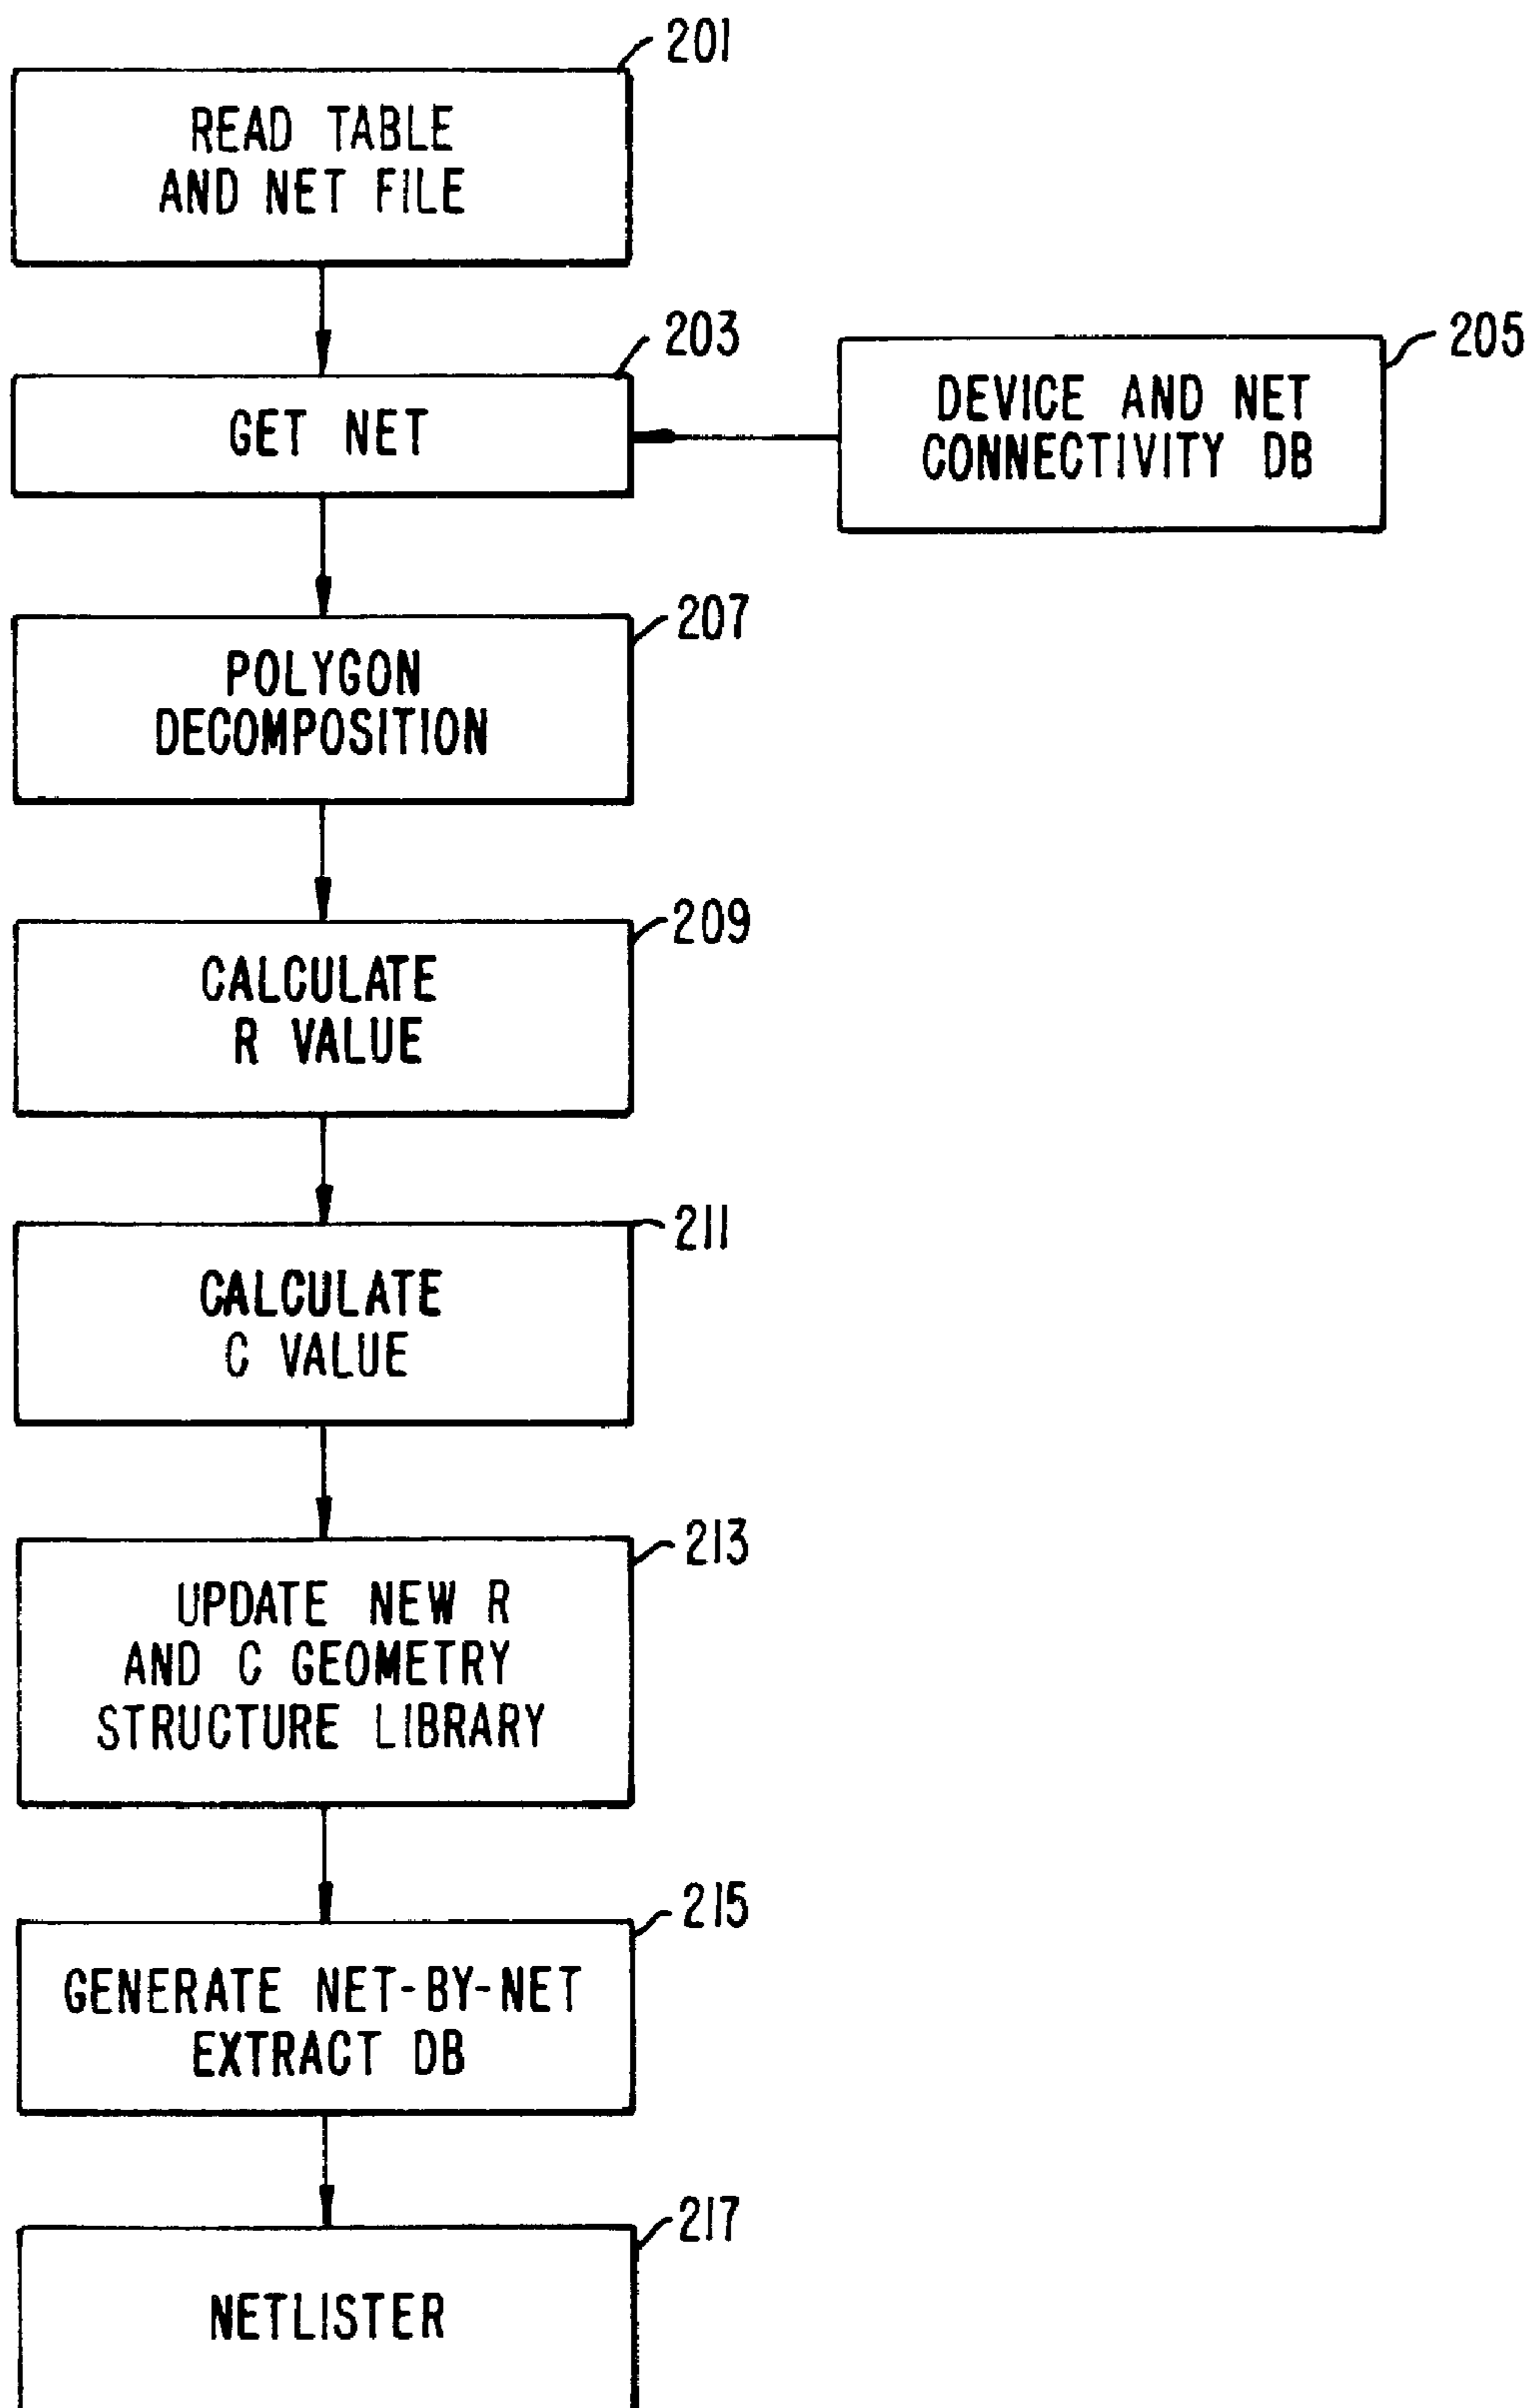 201
READ TABLE
AND NET FILE
203
GET NET
205
DEVICE AND NET
CONNECTIVITY DB
207
POLYGON
DECOMPOSITION
209
CALCULATE
R VALUE
211
CALCULATE
C VALUE
213
UPDATE NEW R
AND C GEOMETRY
STRUCTURE LIBRARY
215
GENERATE NET-BY-NET
EXTRACT DB
217
NETLISTER